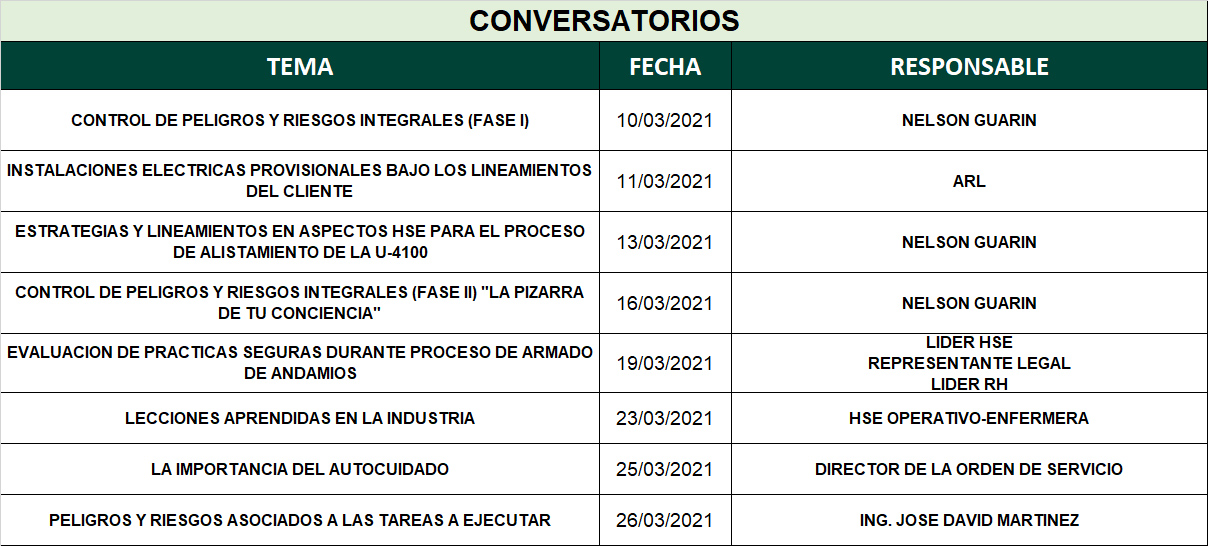 CONVERSATORIOS
TEMA FECHA RESPONSABLE
CONTROL DE PELIGROS Y RIESGOS INTEGRALES (FASE I) 10/03/2021 NELSON GUARIN
INSTALACIONES ELECTRICAS PROVISIONALES BAJO LOS LINEAMIENTOS
DEL CLIENTE 11/03/2021 ARL
ESTRATEGIAS Y LINEAMIENTOS EN ASPECTOS HSE PARA EL PROCESO
DE ALISTAMIENTO DE LA U-4100 13/03/2021 NELSON GUARIN
CONTROL DE PELIGROS Y RIESGOS INTEGRALES (FASE II) "LA PIZARRA
DE TU CONCIENCIA" 16/03/2021 NELSON GUARIN
EVALUACION DE PRACTICAS SEGURAS DURANTE PROCESO DE ARMADO
DE ANDAMIOS 19/03/2021 LIDER HSE
REPRESENTANTE LEGAL
LIDER RH
LECCIONES APRENDIDAS EN LA INDUSTRIA 23/03/2021 HSE OPERATIVO-ENFERMERA
LA IMPORTANCIA DEL AUTOCUIDADO 25/03/2021 DIRECTOR DE LA ORDEN DE SERVICIO
PELIGROS Y RIESGOS ASOCIADOS A LAS TAREAS A EJECUTAR 26/03/2021 ING. JOSE DAVID MARTINEZ